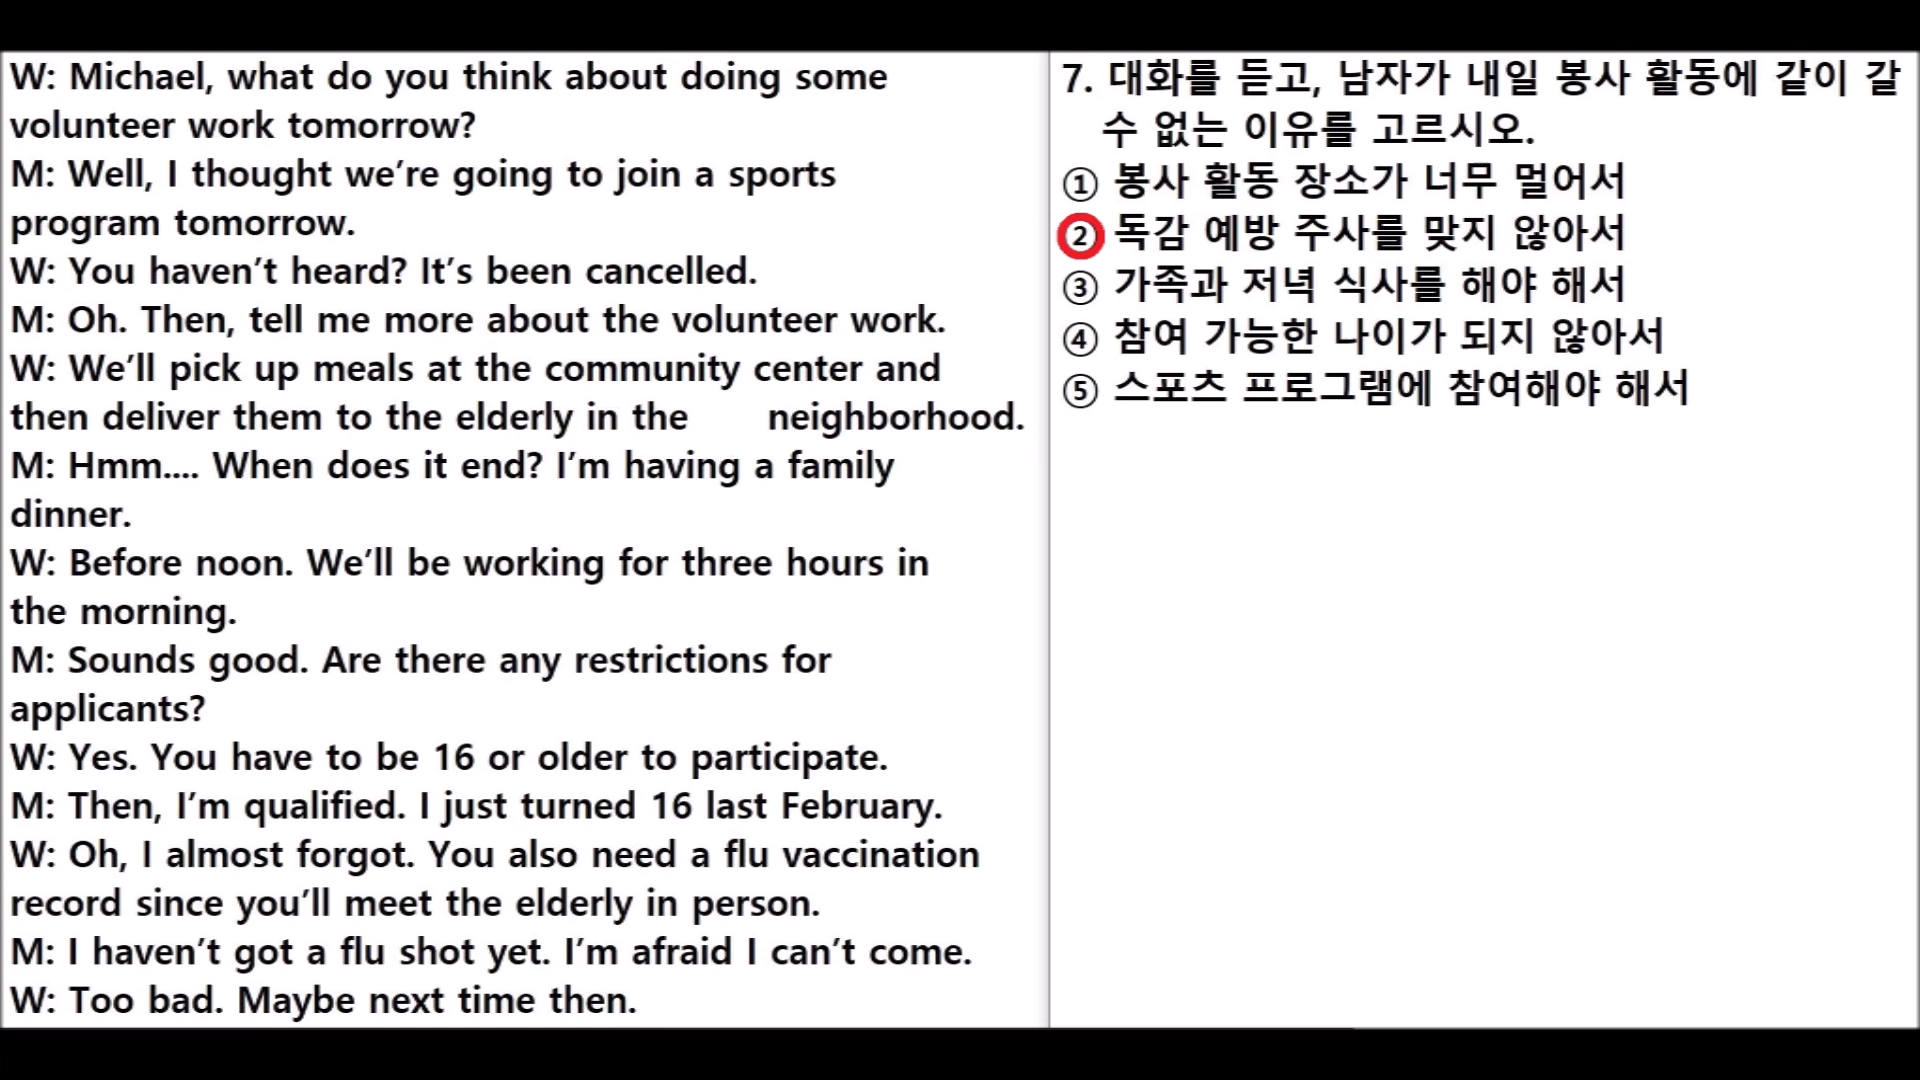 W: Michael, what do you think about doing some
volunteer work tomorrow?
M: Well, I thought we’re going to join a sports
program tomorrow.
W: You haven’t heard? It’s been cancelled.
M: Oh. Then, tell me more about the volunteer work.
W: We’ll pick up meals at the community center and
then deliver them to the elderly in the neighborhood.
M: Hmm.... When does it end? I’m having a family
dinner.
W: Before noon. We’ll be working for three hours in
the morning.
M: Sounds good. Are there any restrictions for
applicants?
W: Yes. You have to be 16 or older to participate.
M: Then, I’m qualified. I just turned 16 last February.
W: Oh, I almost forgot. You also need a flu vaccination
record since you’ll meet the elderly in person.
M: I haven’t got a flu shot yet. I’m afraid I can’t come.
W: Too bad. Maybe next time then.
7. 대화를 듣고, 남자가 내일 봉사 활동에 같이 갈
수 없는 이유를 고르시오.
① 봉사 활동 장소가 너무 멀어서
② 독감 예방 주사를 맞지 않아서
③ 가족과 저녁 식사를 해야 해서
④ 참여 가능한 나이가 되지 않아서
⑤ 스포츠 프로그램에 참여해야 해서